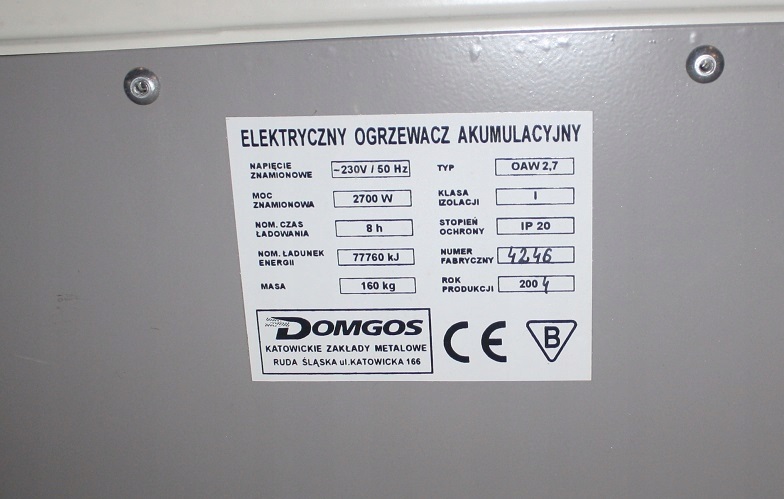 ELEKTRYCZNY OGRZEWACZ AKUMULACYJNY
NAPIĘCIE ZNAMIONOWE ~230V / 50 Hz
MOC ZNAMIONOWA 2700 W
NOM. CZAS ŁADOWANIA 8 h
NOM. ŁADUNEK ENERGII 77760 kJ
MASA 160 kg
TYP OAW 2,7
KLASA IZOLACJI I
STOPIEŃ OCHRONY IP 20
NUMER FABRYCZNY 4246
ROK PRODUKCJI 2004
DOMGOS
KATOWICKIE ZAKŁADY METALOWE
RUDA ŚLĄSKA ul.KATOWICKA 166
CE
B